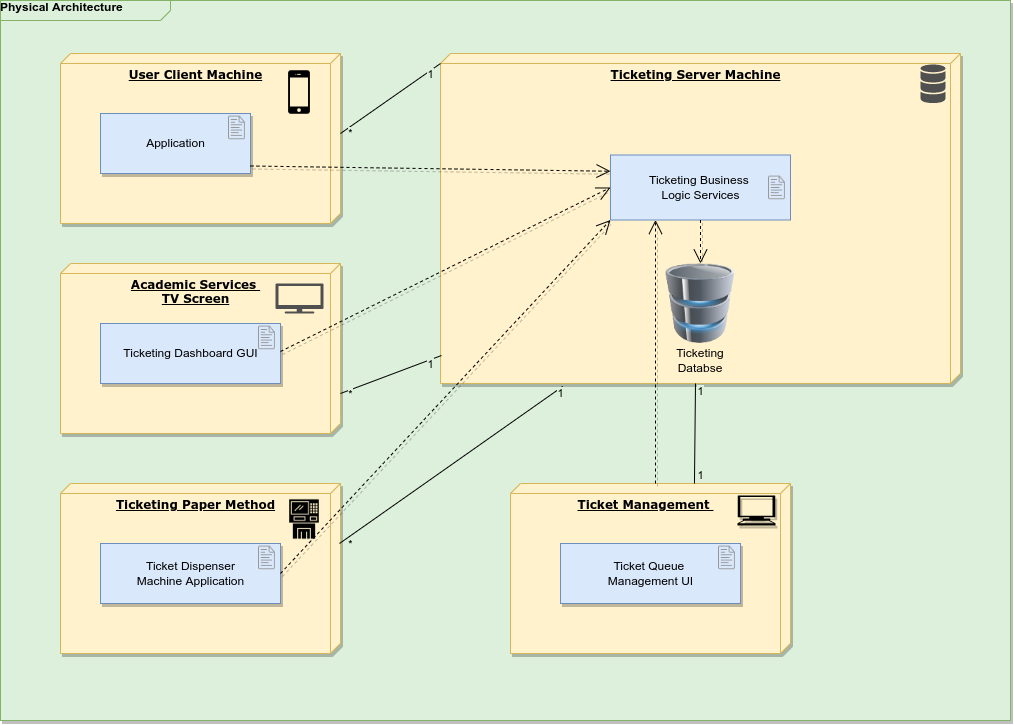 Physical Architecture
User Client Machine
Application
1
*
Ticketing Server Machine
Ticketing Business
Logic Services
Ticketing
Databse
Academic Services
TV Screen
Ticketing Dashboard GUI
1
*
1
1
1
*
Ticketing Paper Method
Ticket Dispenser
Machine Application
Ticket Management
Ticket Queue
Management UI